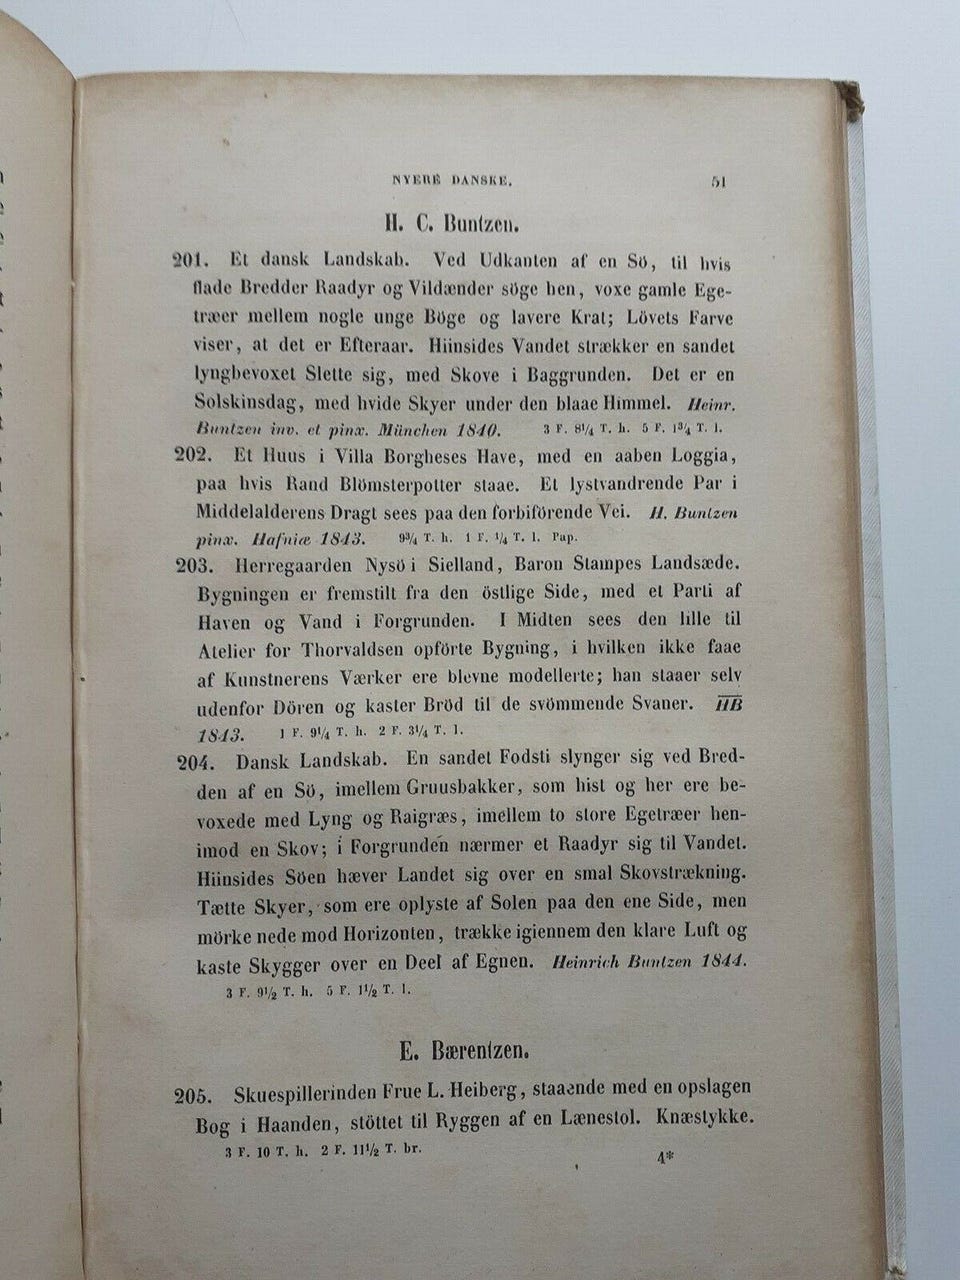 NYERE DANSKE. 51
H. C. Buntzen.
201. Et dansk Landskab. Ved Udkanten af en Sö, til hvis
flade Bredder Raadyr og Vildænder söge hen, voxe gamle Ege-
træer mellem nogle unge Böge og lavere Krat; Lövets Farve
viser, at det er Efteraar. Hiinsides Vandet strækker en sandet
lyngbevoxet Slette sig, med Skove i Baggrunden. Det er en
Solskinsdag, med hvide Skyer under den blaae Himmel. Heinr.
Buntzen inv. et pinx. München 1840. 3 F. 8¼ T. h. 5 F. 1¾ T. l.
202. Et Huus i Villa Borgheses Have, med en aaben Loggia,
paa hvis Rand Blömsterpotter staae. Et lystvandrende Par i
Middelalderens Dragt sees paa den forbiförende Vei. H. Buntzen
pinx. Hafniæ 1843. 9¾ T. h. 1 F. ¼ T. l. Pap.
203. Herregaarden Nysö i Sielland, Baron Stampes Landsæde.
Bygningen er fremstilt fra den östlige Side, med et Parti af
Haven og Vand i Forgrunden. I Midten sees den lille til
Atelier for Thorvaldsen opförte Bygning, i hvilken ikke faae
af Kunstnerens Værker ere blevne modellerte; han staaer selv
udenfor Dören og kaster Bröd til de svömmende Svaner. HB
1843. 1 F. 9¼ T. h. 2 F. 3¼ T. l.
204. Dansk Landskab. En sandet Fodsti slynger sig ved Bred-
den af en Sö, imellem Gruusbakker, som hist og her ere be-
voxede med Lyng og Raigræs, imellem to store Egetræer hen-
imod en Skov; i Forgrunden nærmer et Raadyr sig til Vandet.
Hiinsides Söen hæver Landet sig over en smal Skovstrækning.
Tætte Skyer, som ere oplyste af Solen paa den ene Side, men
mörke nede mod Horizonten, trække igiennem den klare Luft og
kaste Skygger over en Deel af Egnen. Heinrich Buntzen 1844.
3 F. 9½ T. h. 5 F. 1½ T. l.
E. Bærentzen.
205. Skuespillerinden Frue L. Heiberg, staaende med en opslagen
Bog i Haanden, stöttet til Ryggen af en Lænestol. Knæstykke.
3 F. 10 T. h. 2 F. 11½ T. br.
4*